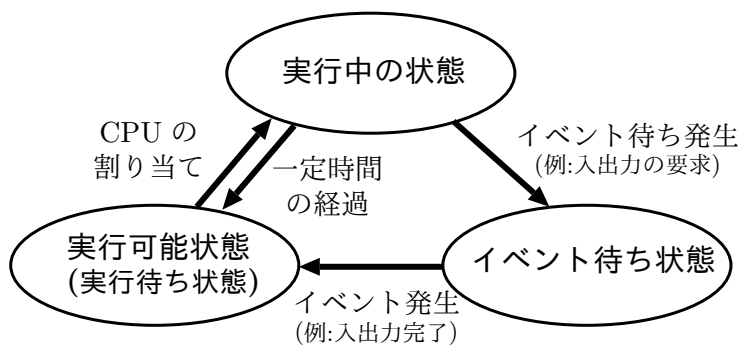 実行中の状態
CPU の
割り当て
一定時間
の経過
イベント待ち発生
(例:入出力の要求)
実行可能状態
(実行待ち状態)
イベント待ち状態
イベント発生
(例:入出力完了)